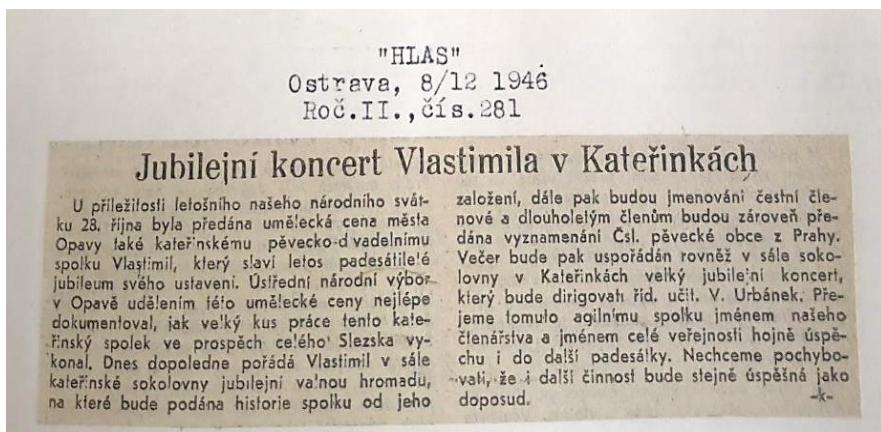 "HLAS"
Ostrava, 8/12 1946
Roč.II.,čís.281
Jubilejní koncert Vlastimila v Kateřinkách
U příležitosti letošního našeho národního svát-
ku 28. října byla předána umělecká cena města
Opavy také kateřinskému pěvecko-d vadelnímu
spolku Vlastimil, který slaví letos padesátileté
jubileum svého ustavení. Ústřední národní výbor
v Opavě udělením této umělecké ceny nejlépe
dokumentoval, jak velký kus práce tento kate-
řinský spolek ve prospěch celého Slezska vy-
konal. Dnes dopoledne pořádá Vlastimil v sále
kateřinské sokolovny jubilejní valnou hromadu,
na které bude podána historie spolku od jeho
založení, dále pak budou jmenováni čestní čle-
nové a dlouholetým členům budou zároveň pře-
dána vyznamenání Čsl. pěvecké obce z Prahy.
Večer bude pak uspořádán rovněž v sále soko-
lovny v Kateřinkách velký jubilejní koncert,
který bude dirigovati říd. učit. V. Urbánek. Pře-
jeme tomuto agilnímu spolku jménem našeho
čtenářstva a jménem celé veřejnosti hojně úspě-
chu i do další padesátky. Nechceme pochybo-
vati, že i další činnost bude stejně úspěšná jako
doposud. -k-